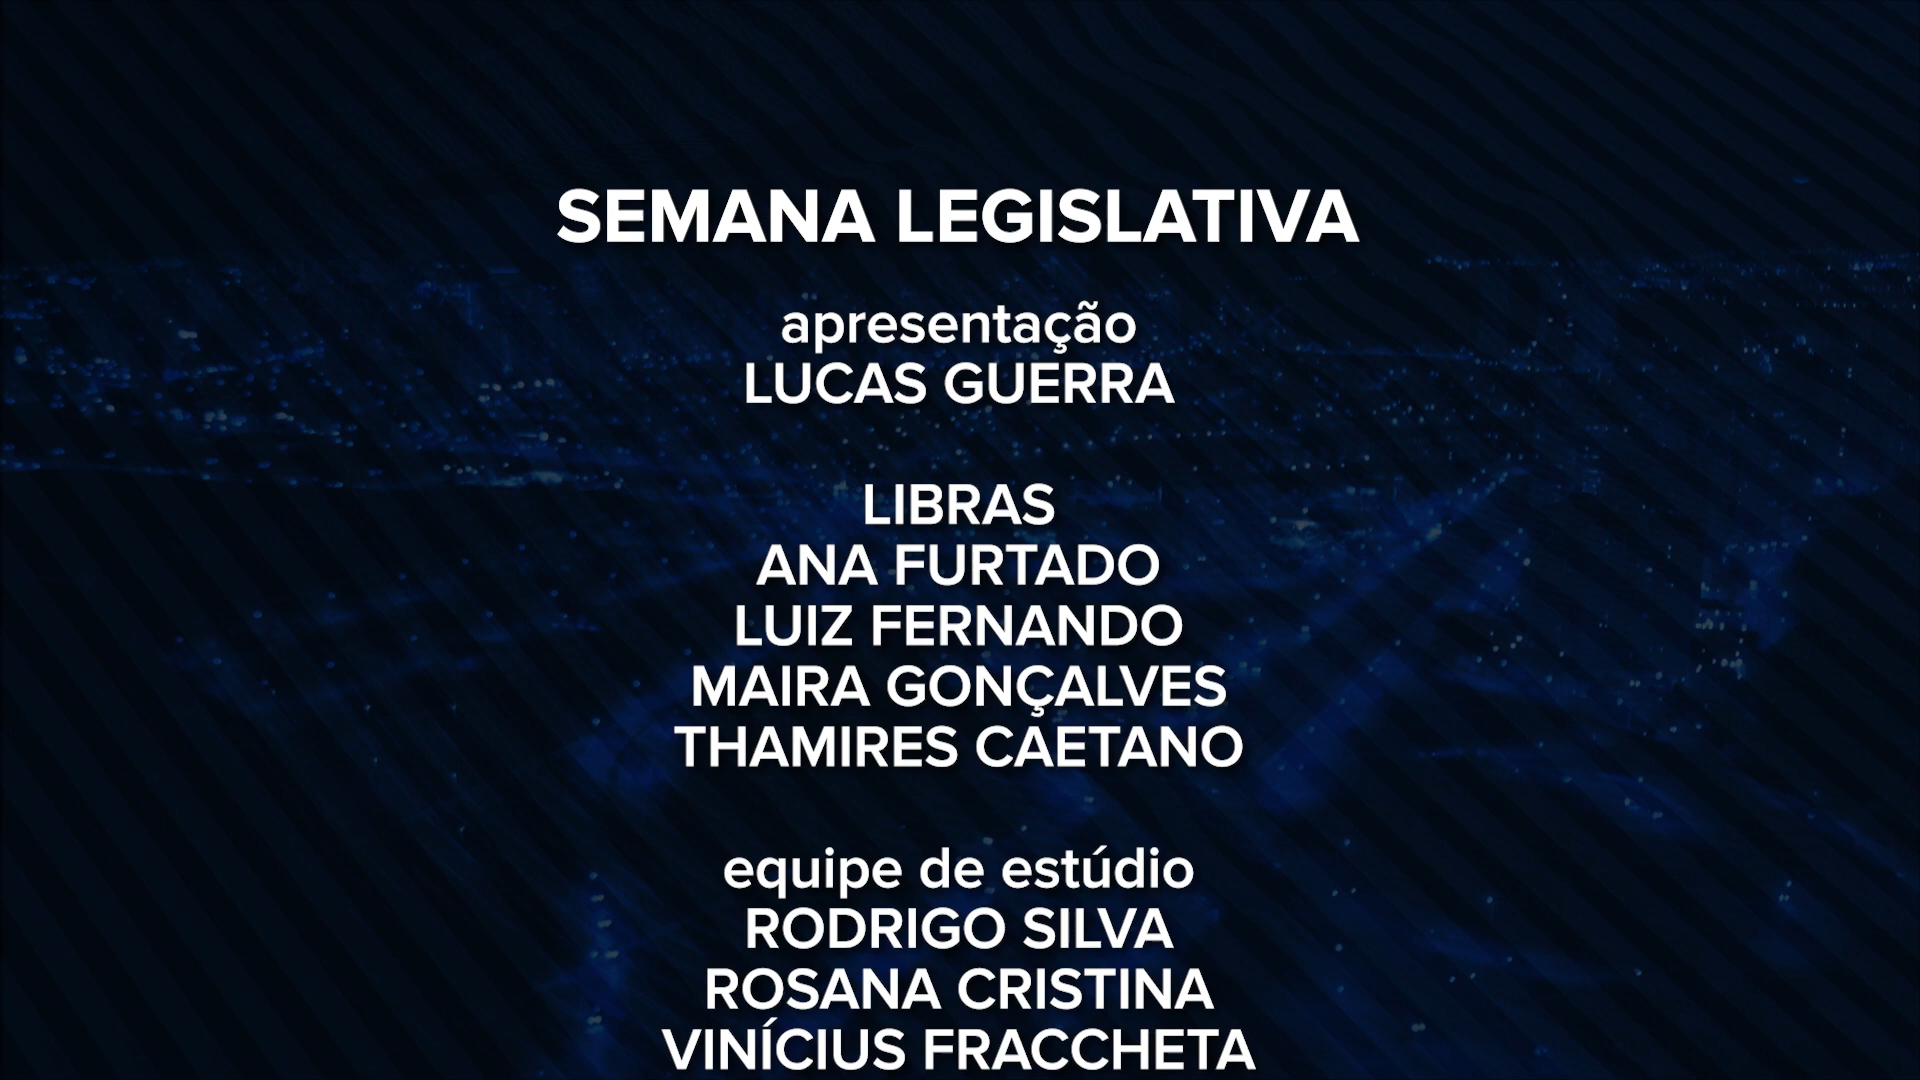 SEMANA LEGISLATIVA
apresentação
LUCAS GUERRA
LIBRAS
ANA FURTADO
LUIZ FERNANDO
MAIRA GONÇALVES
THAMIRES CAETANO
equipe de estúdio
RODRIGO SILVA
ROSANA CRISTINA
VINÍCIUS FRACCHETA